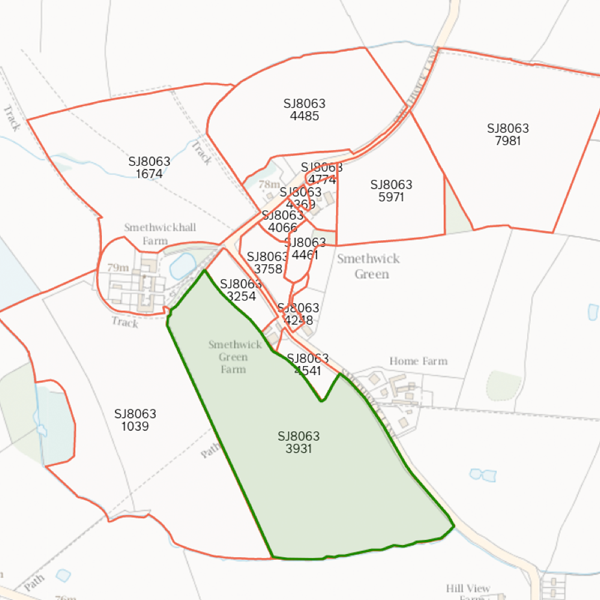 SJ8063
4485
SJ8063
7981
Track
SJ8063
1674
Track
SJ8063
4774
78m
SJ8063
4369
SJ8063
5971
SJ8063
4066
Smethwickhall
Farm
SJ8063
4461
SJ8063
3758
Smethwick
Green
79m
SJ8063
3254
SJ8063
4248
Track
Smethwick
Green
Farm
SJ8063
4541
Home Farm
SJ8063
1039
SJ8063
3931
Path
Path
76m
Hill View
Farm